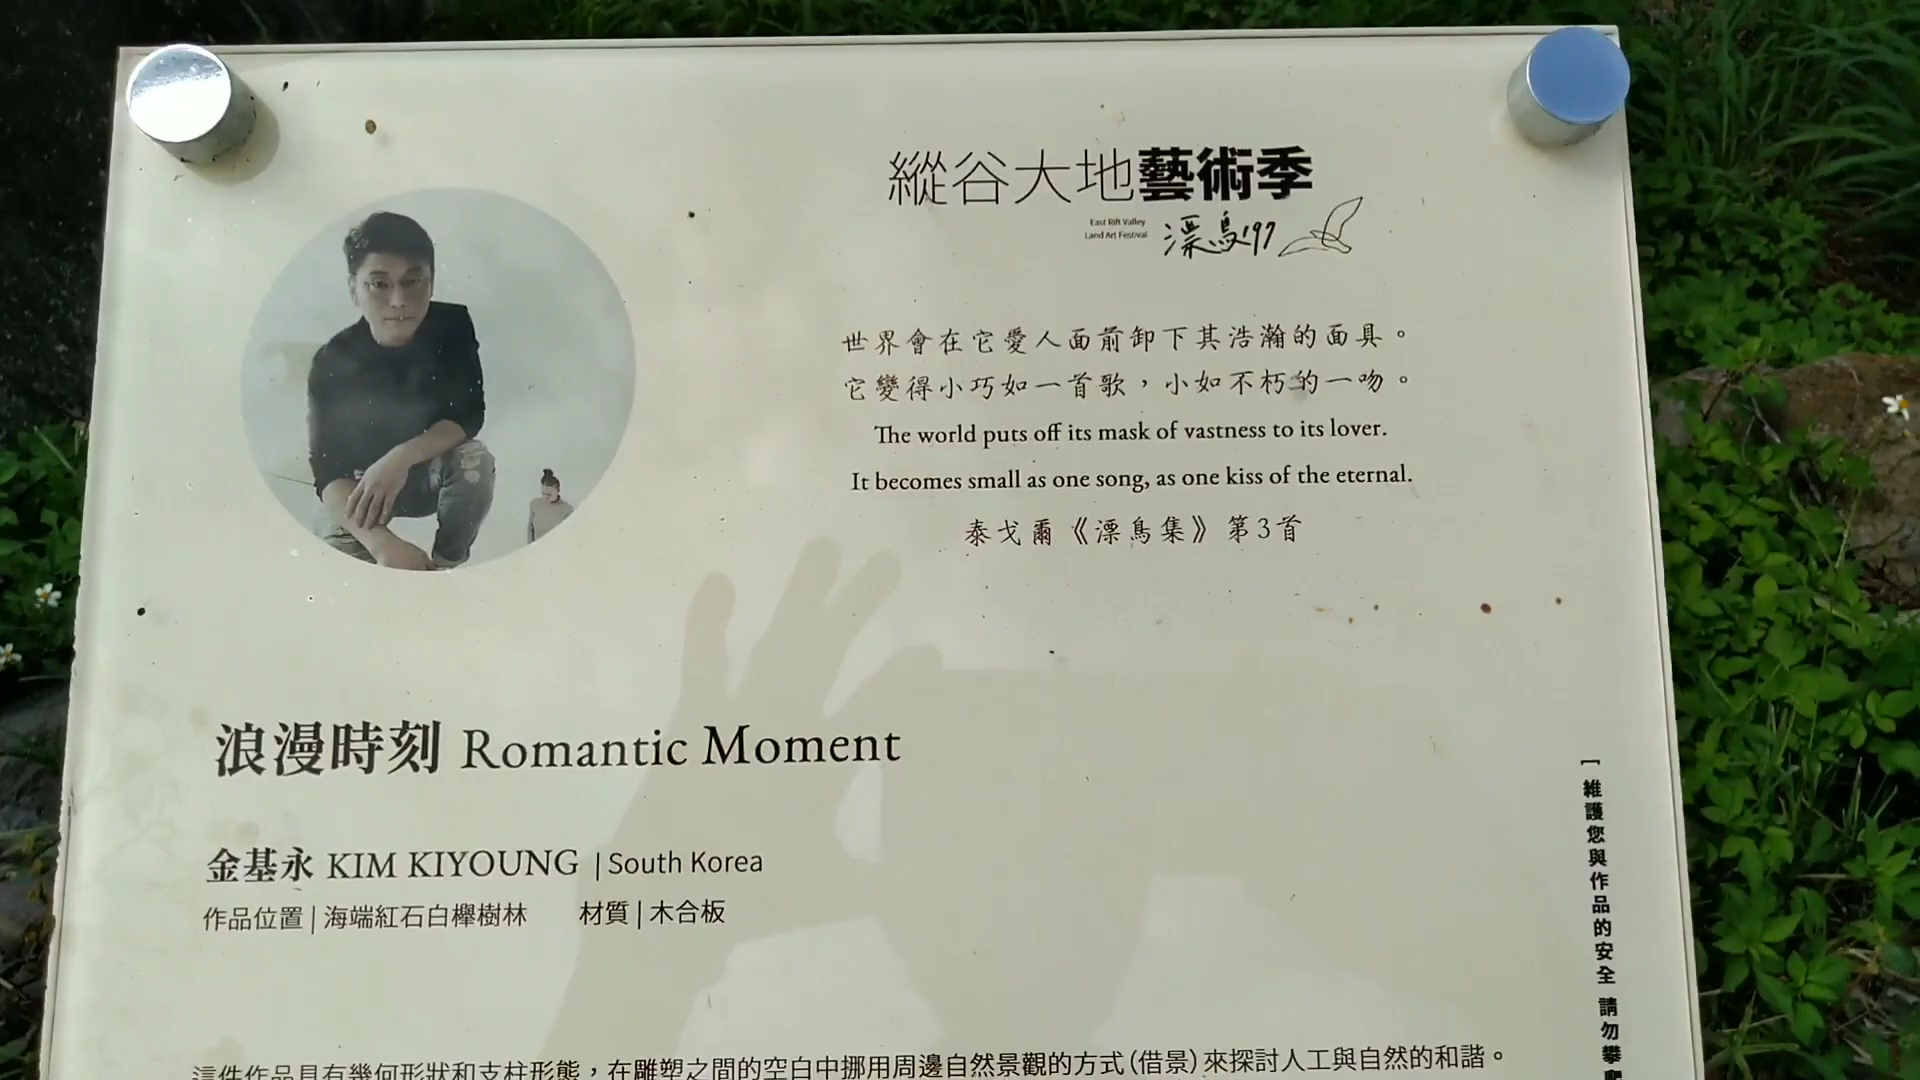 縱谷大地藝術季
East Rift Valley
Land Art Festival
漂鳥197
世界會在它愛人面前卸下其浩瀚的面具。
它變得小巧如一首歌，小如不朽的一吻。
The world puts off its mask of vastness to its lover.
It becomes small as one song, as one kiss of the eternal.
泰戈爾《漂鳥集》第3首
浪漫時刻 Romantic Moment
金基永 KIM KIYOUNG | South Korea
作品位置 | 海端紅石白櫸樹林 材質 | 木合板
這件作品具有幾何形狀和支柱形態，在雕塑之間的空白中挪用周邊自然景觀的方式(借景)來探討人工與自然的和諧。
[ 維護您與作品的安全 請勿攀爬